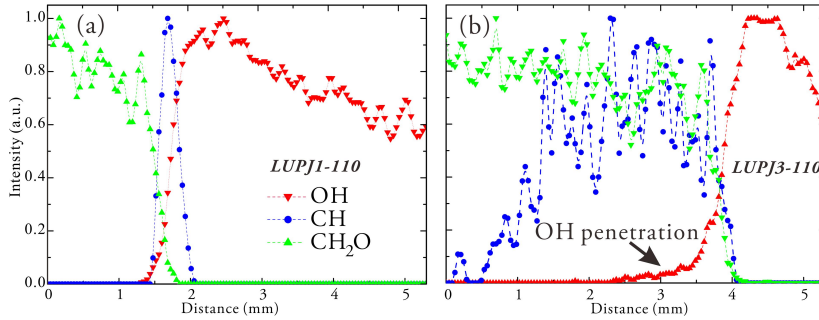 (a)
1.0
0.8
0.6
0.4
0.2
0.0
Intensity (a.u.)
LUPJ1-110
OH
CH
CH₂O
0 1 2 3 4 5
Distance (mm)
(b)
LUPJ3-110
OH penetration
0 1 2 3 4 5
Distance (mm)